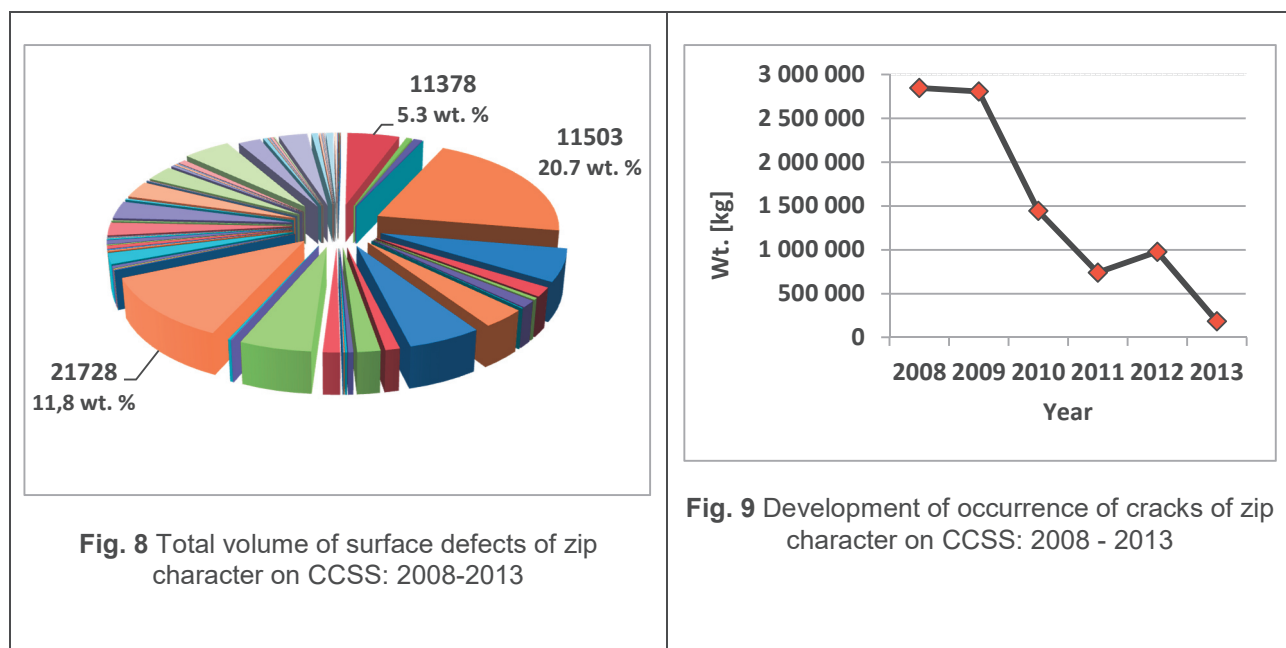 11378
5.3 wt. %
11503
20.7 wt. %
21728
11,8 wt. %
Fig. 8 Total volume of surface defects of zip
character on CCSS: 2008-2013
3 000 000
2 500 000
2 000 000
1 500 000
1 000 000
500 000
0
Wt. [kg]
2008 2009 2010 2011 2012 2013
Year
Fig. 9 Development of occurrence of cracks of zip
character on CCSS: 2008 - 2013